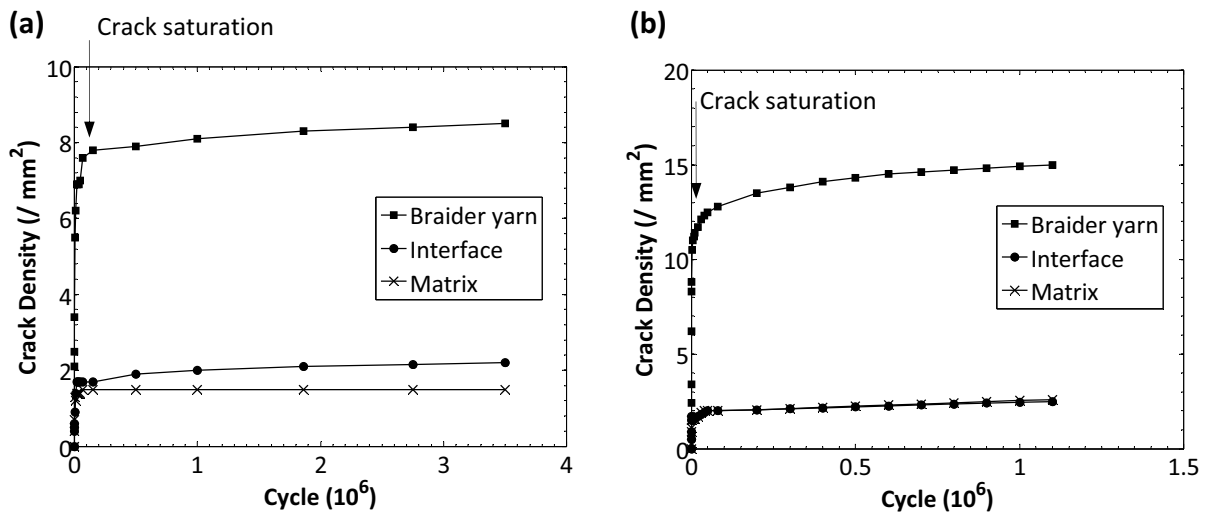 (a)
Crack saturation
10
8
6
4
2
0
0 1 2 3 4
Crack Density (/ mm²)
Cycle (10⁶)
Braider yarn
Interface
Matrix
(b)
Crack saturation
20
15
10
5
0
0 0.5 1 1.5
Crack Density (/ mm²)
Cycle (10⁶)
Braider yarn
Interface
Matrix